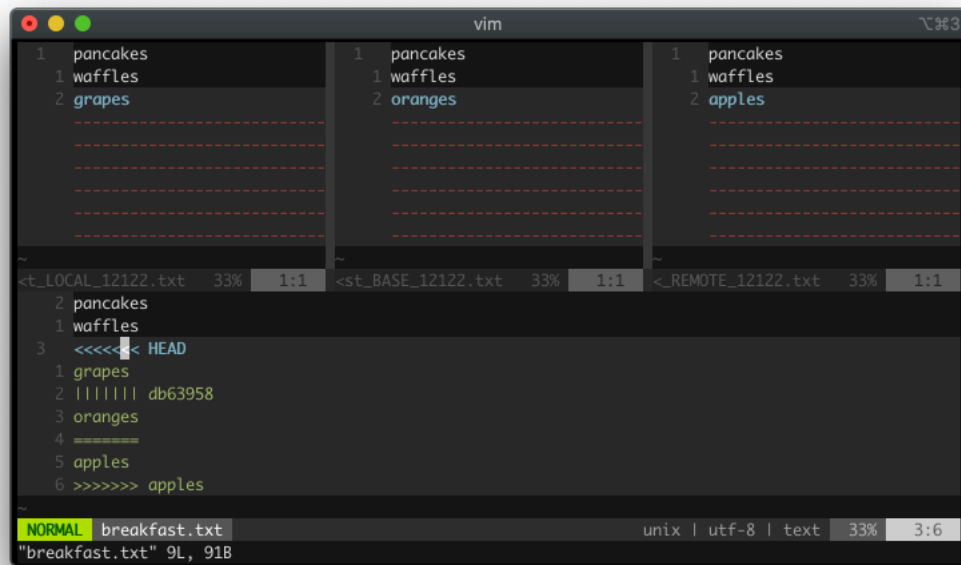 vim
⌥⌘3
1 pancakes
1 waffles
2 grapes
------------------------
------------------------
------------------------
------------------------
------------------------
------------------------
~
<t_LOCAL_12122.txt 33% 1:1
1 pancakes
1 waffles
2 oranges
------------------------
------------------------
------------------------
------------------------
------------------------
------------------------
<st_BASE_12122.txt 33% 1:1
1 pancakes
1 waffles
2 apples
------------------------
------------------------
------------------------
------------------------
------------------------
------------------------
~
<_REMOTE_12122.txt 33% 1:1
2 pancakes
1 waffles
3 <<<<<<< HEAD
1 grapes
2 ||||||| db63958
3 oranges
4 =======
5 apples
6 >>>>>>> apples
~
NORMAL breakfast.txt unix | utf-8 | text 33% 3:6
"breakfast.txt" 9L, 91B